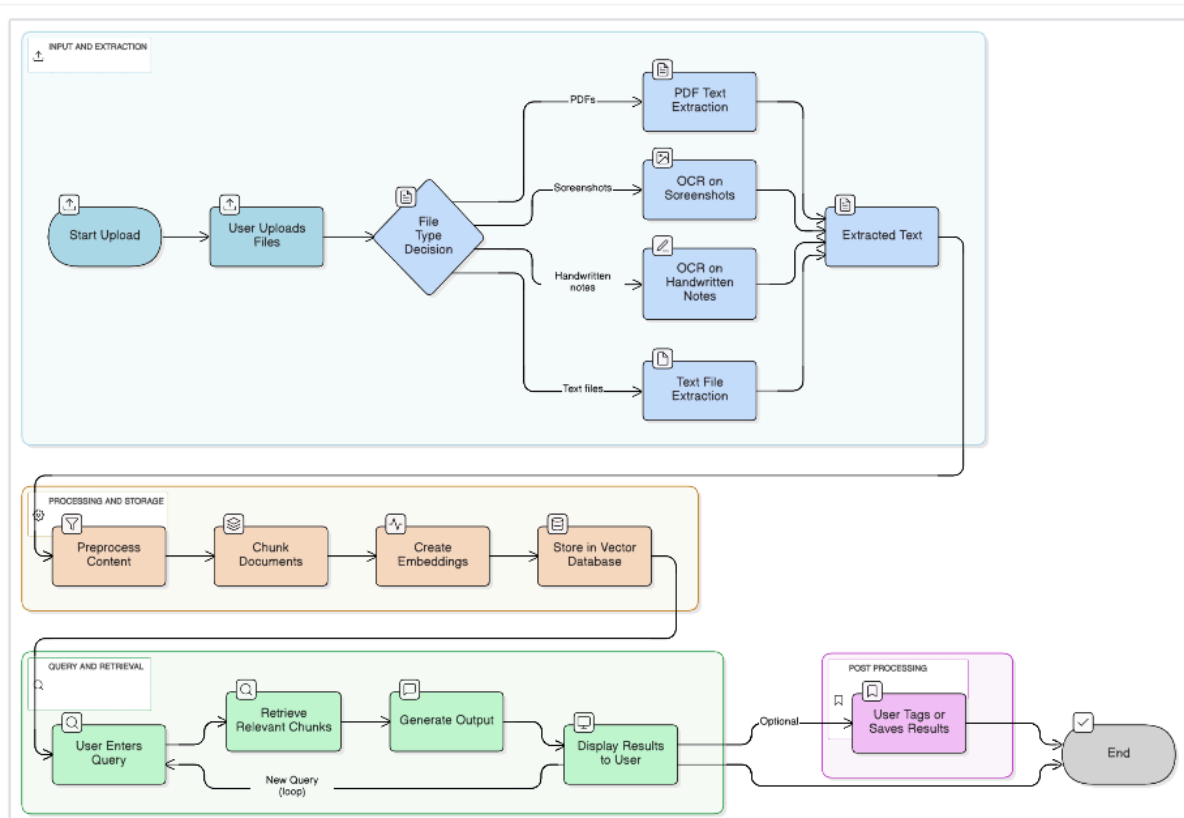 INPUT AND EXTRACTION
PDFs
PDF Text
Extraction
Screenshots
OCR on
Screenshots
Start Upload
User Uploads
Files
File
Type
Decision
Extracted Text
Handwritten
notes
OCR on
Handwritten
Notes
Text files
Text File
Extraction
PROCESSING AND STORAGE
Preprocess
Content
Chunk
Documents
Create
Embeddings
Store in Vector
Database
QUERY AND RETRIEVAL
User Enters
Query
Retrieve
Relevant Chunks
Generate Output
Display Results
to User
New Query
(loop)
Optional
POST PROCESSING
User Tags or
Saves Results
End